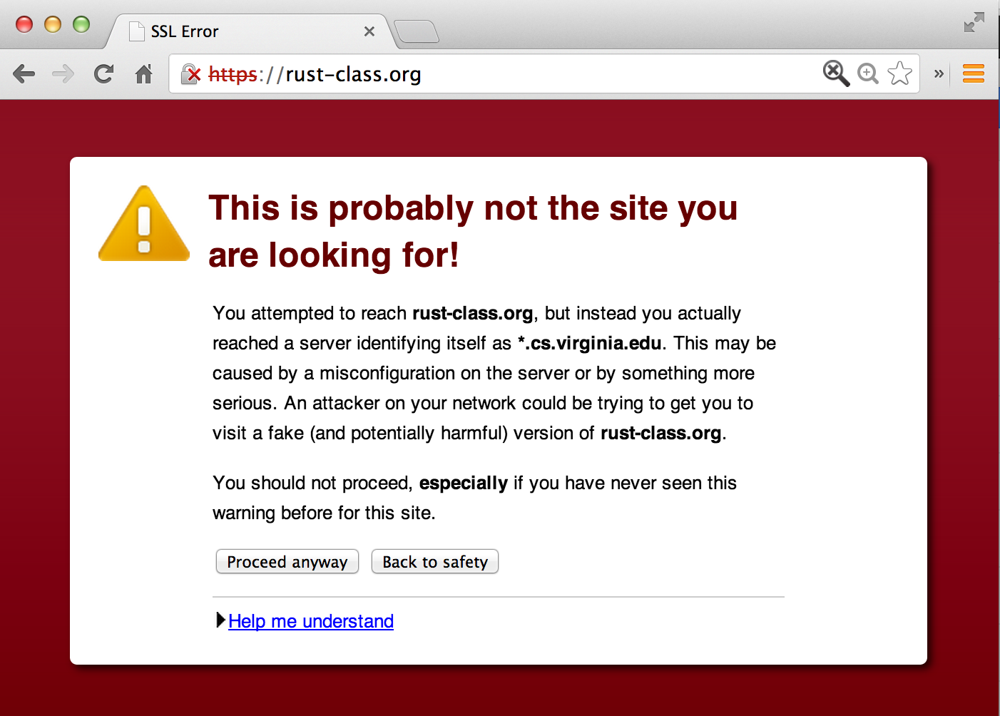 SSL Error
https://rust-class.org
This is probably not the site you
are looking for!
You attempted to reach rust-class.org, but instead you actually
reached a server identifying itself as *.cs.virginia.edu. This may be
caused by a misconfiguration on the server or by something more
serious. An attacker on your network could be trying to get you to
visit a fake (and potentially harmful) version of rust-class.org.
You should not proceed, especially if you have never seen this
warning before for this site.
Proceed anyway Back to safety
Help me understand